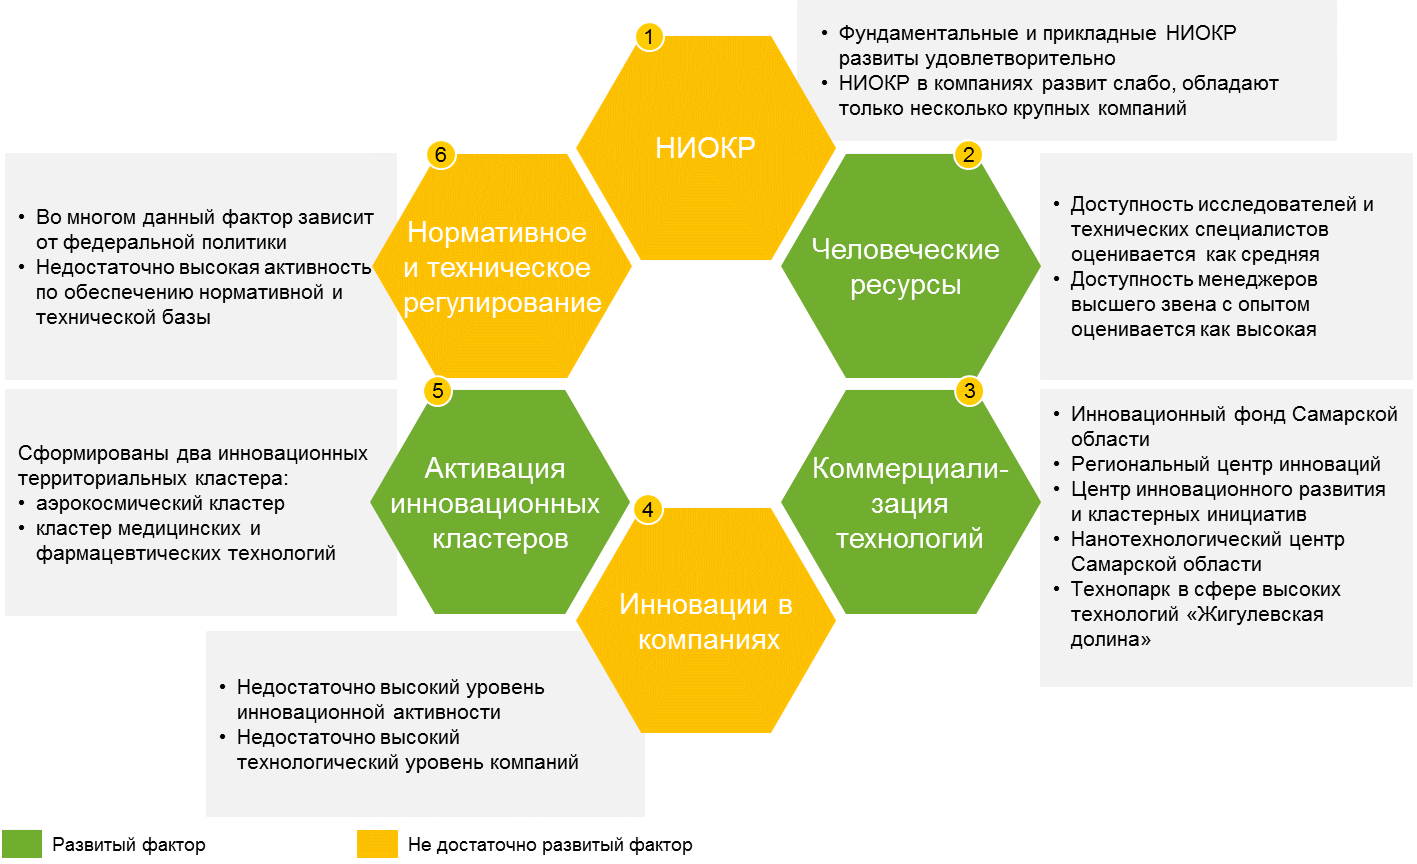 1
НИОКР
• Фундаментальные и прикладные НИОКР
развиты удовлетворительно
• НИОКР в компаниях развит слабо, обладают
только несколько крупных компаний
2
Человеческие
ресурсы
• Доступность исследователей и
технических специалистов
оценивается как средняя
• Доступность менеджеров
высшего звена с опытом
оценивается как высокая
3
Коммерциали-
зация
технологий
• Инновационный фонд Самарской
области
• Региональный центр инноваций
• Центр инновационного развития
и кластерных инициатив
• Нанотехнологический центр
Самарской области
• Технопарк в сфере высоких
технологий «Жигулевская
долина»
4
Инновации в
компаниях
• Недостаточно высокий уровень
инновационной активности
• Недостаточно высокий
технологический уровень компаний
5
Активация
инновационных
кластеров
Сформированы два инновационных
территориальных кластера:
• аэрокосмический кластер
• кластер медицинских и
фармацевтических технологий
6
Нормативное
и техническое
регулирование
• Во многом данный фактор зависит
от федеральной политики
• Недостаточно высокая активность
по обеспечению нормативной и
технической базы
Развитый фактор
Не достаточно развитый фактор